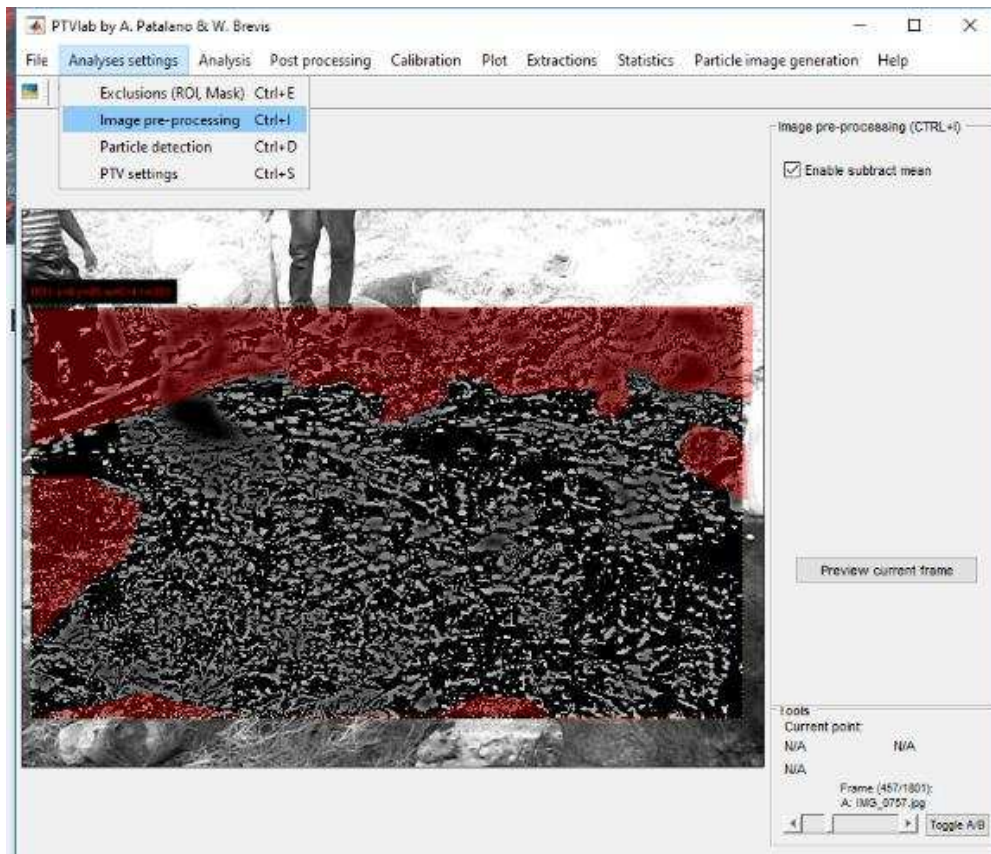 PTVlab by A. Patalano & W. Brevis
File Analyses settings Analysis Post processing Calibration Plot Extractions Statistics Particle image generation Help
Exclusions (ROI, Mask) Ctrl+E
Image pre-processing Ctrl+I
Particle detection Ctrl+D
PTV settings Ctrl+S
Image pre-processing (CTRL+I)
Enable subtract mean
Preview current frame
Tools
Current point:
N/A N/A
N/A
Frame (457/1801):
A: IMG_0757.jpg
Toggle A/B